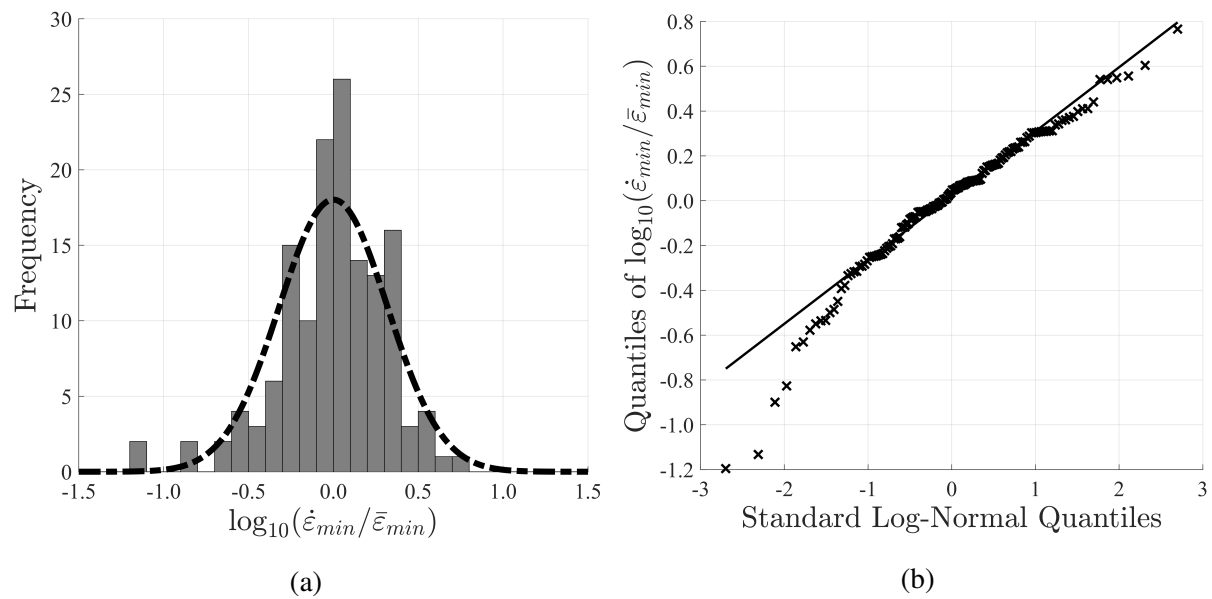 30
25
20
15
10
5
0
Frequency
-1.5 -1.0 -0.5 0.0 0.5 1.0 1.5
log₁₀(ε̇ₘᵢₙ/ε̄ₘᵢₙ)
(a)
0.8
0.6
0.4
0.2
0.0
-0.2
-0.4
-0.6
-0.8
-1.0
-1.2
Quantiles of log₁₀(ε̇ₘᵢₙ/ε̄ₘᵢₙ)
-3 -2 -1 0 1 2 3
Standard Log-Normal Quantiles
(b)